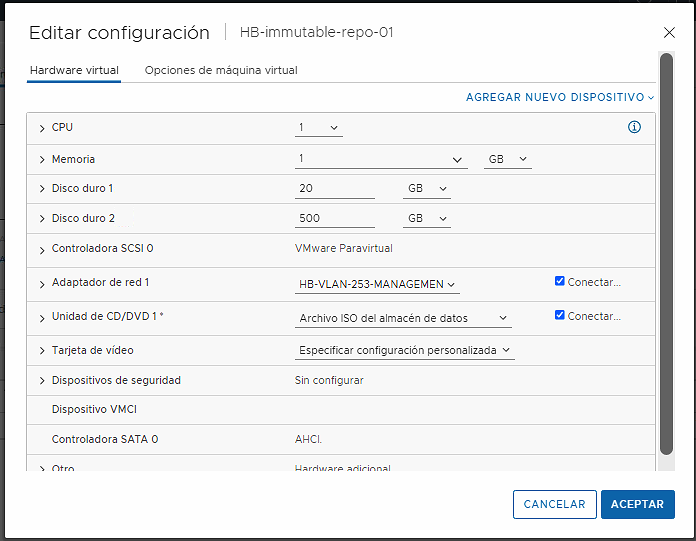 Editar configuración | HB-immutable-repo-01
Hardware virtual Opciones de máquina virtual
AGREGAR NUEVO DISPOSITIVO
CPU 1
Memoria 1 GB
Disco duro 1 20 GB
Disco duro 2 500 GB
Controladora SCSI 0 VMware Paravirtual
Adaptador de red 1 HB-VLAN-253-MANAGEMEN Conectar...
Unidad de CD/DVD 1 * Archivo ISO del almacén de datos Conectar...
Tarjeta de vídeo Especificar configuración personalizada
Dispositivos de seguridad Sin configurar
Dispositivo VMCI
Controladora SATA 0 AHCI.
Otro Hardware adicional
CANCELAR ACEPTAR